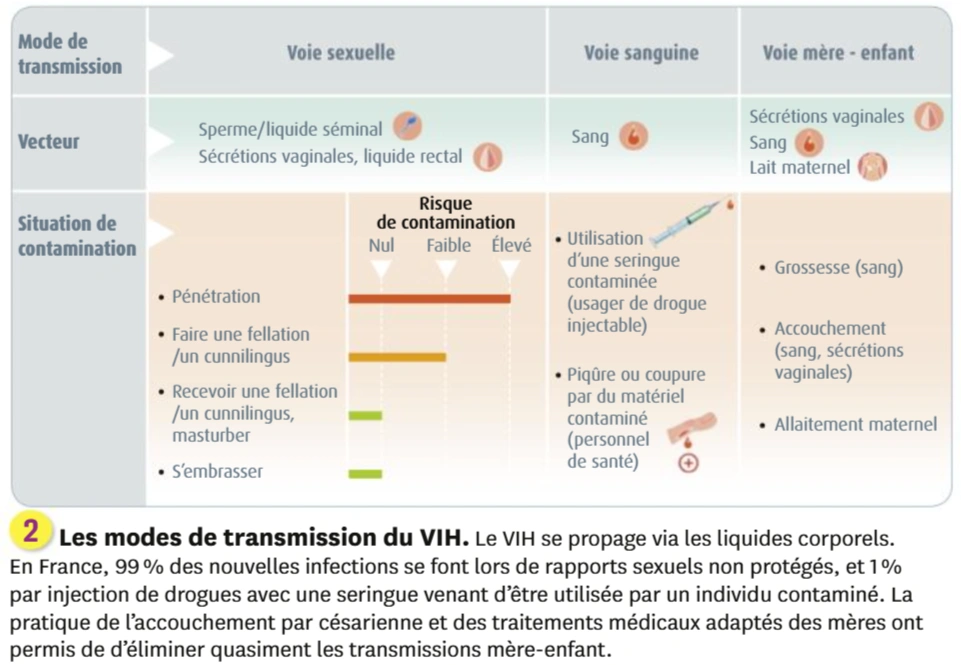 Mode de
transmission
Voie sexuelle
Voie sanguine
Voie mère - enfant
Vecteur
Sperme/liquide séminal
Sécrétions vaginales, liquide rectal
Sang
Sécrétions vaginales
Sang
Lait maternel
Situation de
contamination
Risque
de contamination
Nul
Faible
Élevé
• Pénétration
• Faire une fellation
/un cunnilingus
• Recevoir une fellation
/un cunnilingus,
masturber
• S'embrasser
• Utilisation
d'une seringue
contaminée
(usager de drogue
injectable)
• Piqûre ou coupure
par du matériel
contaminé
(personnel
de santé)
• Grossesse (sang)
• Accouchement
(sang, sécrétions
vaginales)
• Allaitement maternel
2 Les modes de transmission du VIH. Le VIH se propage via les liquides corporels.
En France, 99 % des nouvelles infections se font lors de rapports sexuels non protégés, et 1 %
par injection de drogues avec une seringue venant d'être utilisée par un individu contaminé. La
pratique de l'accouchement par césarienne et des traitements médicaux adaptés des mères ont
permis de d'éliminer quasiment les transmissions mère-enfant.